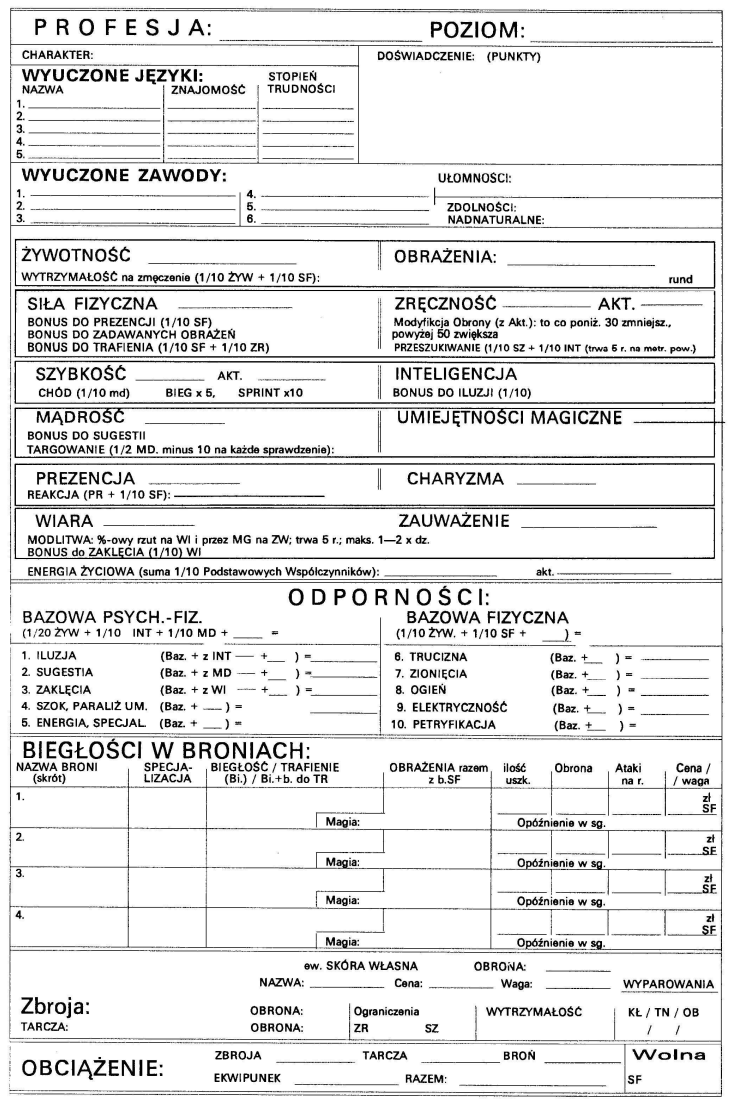 PROFESJA: POZIOM:
CHARAKTER: DOŚWIADCZENIE: (PUNKTY)
WYUCZONE JĘZYKI: STOPIEŃ
NAZWA ZNAJOMOŚĆ TRUDNOŚCI
1.
2.
3.
4.
5.
WYUCZONE ZAWODY: UŁOMNOŚCI:
1. 4.
2. 5. ZDOLNOŚCI:
3. 6. NADNATURALNE:
ŻYWOTNOŚĆ OBRAŻENIA:
WYTRZYMAŁOŚĆ na zmęczenie (1/10 ŻYW + 1/10 SF): rund
SIŁA FIZYCZNA ZRĘCZNOŚĆ AKT.
BONUS DO PREZENCJI (1/10 SF) Modyfikcja Obrony (z Akt.): to co poniż. 30 zmniejsz.,
BONUS DO ZADAWANYCH OBRAŻEŃ powyżej 50 zwiększa
BONUS DO TRAFIENIA (1/10 SF + 1/10 ZR) PRZESZUKIWANIE (1/10 SZ + 1/10 INT (trwa 5 r. na metr. pow.)
SZYBKOŚĆ AKT. INTELIGENCJA
CHÓD (1/10 md) BIEG x 5, SPRINT x10 BONUS DO ILUZJI (1/10)
MĄDROŚĆ UMIEJĘTNOŚCI MAGICZNE
BONUS DO SUGESTII
TARGOWANIE (1/2 MD. minus 10 na każde sprawdzenie):
PREZENCJA CHARYZMA
REAKCJA (PR + 1/10 SF):
WIARA ZAUWAŻENIE
MODLITWA: %-owy rzut na WI i przez MG na ZW; trwa 5 r.; maks. 1—2 x dz.
BONUS do ZAKLĘCIA (1/10) WI
ENERGIA ŻYCIOWA (suma 1/10 Podstawowych Współczynników): akt.
ODPORNOŚCI:
BAZOWA PSYCH.-FIZ. BAZOWA FIZYCZNA
(1/20 ŻYW + 1/10 INT + 1/10 MD + ____ = (1/10 ŻYW. + 1/10 SF + ____) =
1. ILUZJA (Baz. + z INT — +__ ) = 6. TRUCIZNA (Baz. +__ ) =
2. SUGESTIA (Baz. + z MD — +__ ) = 7. ZIONIĘCIA (Baz. +__ ) =
3. ZAKLĘCIA (Baz. + z WI — +__ ) = 8. OGIEŃ (Baz. +__ ) =
4. SZOK, PARALIŻ UM. (Baz. + __ ) = 9. ELEKTRYCZNOŚĆ (Baz. +__ ) =
5. ENERGIA, SPECJAL. (Baz. + __ ) = 10. PETRYFIKACJA (Baz. +__ ) =
BIEGŁOŚCI W BRONIACH:
NAZWA BRONI SPECJA- BIEGŁOŚĆ / TRAFIENIE OBRAŻENIA razem ilość Obrona Ataki Cena /
(skrót) LIZACJA (Bi.) / Bi.+b. do TR z b.SF uszk. na r. / waga
1. zł
SF
Magia: Opóźnienie w sg.
2. zł
SF
Magia: Opóźnienie w sg.
3. zł
SF
Magia: Opóźnienie w sg.
4. zł
SF
Magia: Opóźnienie w sg.
ew. SKÓRA WŁASNA OBRONA:
NAZWA: Cena: Waga: WYPAROWANIA
Zbroja: OBRONA: Ograniczenia WYTRZYMAŁOŚĆ KŁ / TN / OB
TARCZA: OBRONA: ZR SZ / /
OBCIĄŻENIE: ZBROJA TARCZA BROŃ Wolna
EKWIPUNEK RAZEM: SF